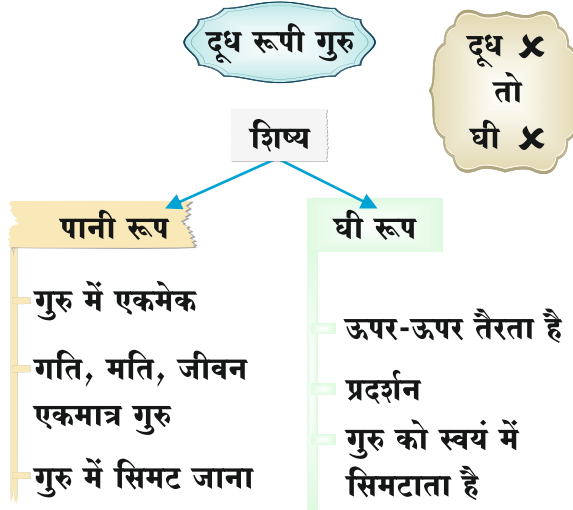 दूध रूपी गुरु
दूध ✘
तो
घी ✘
शिष्य
पानी रूप
गुरु में एकमेक
गति, मति, जीवन
एकमात्र गुरु
गुरु में सिमट जाना
घी रूप
ऊपर-ऊपर तैरता है
प्रदर्शन
गुरु को स्वयं में
सिमटाता है